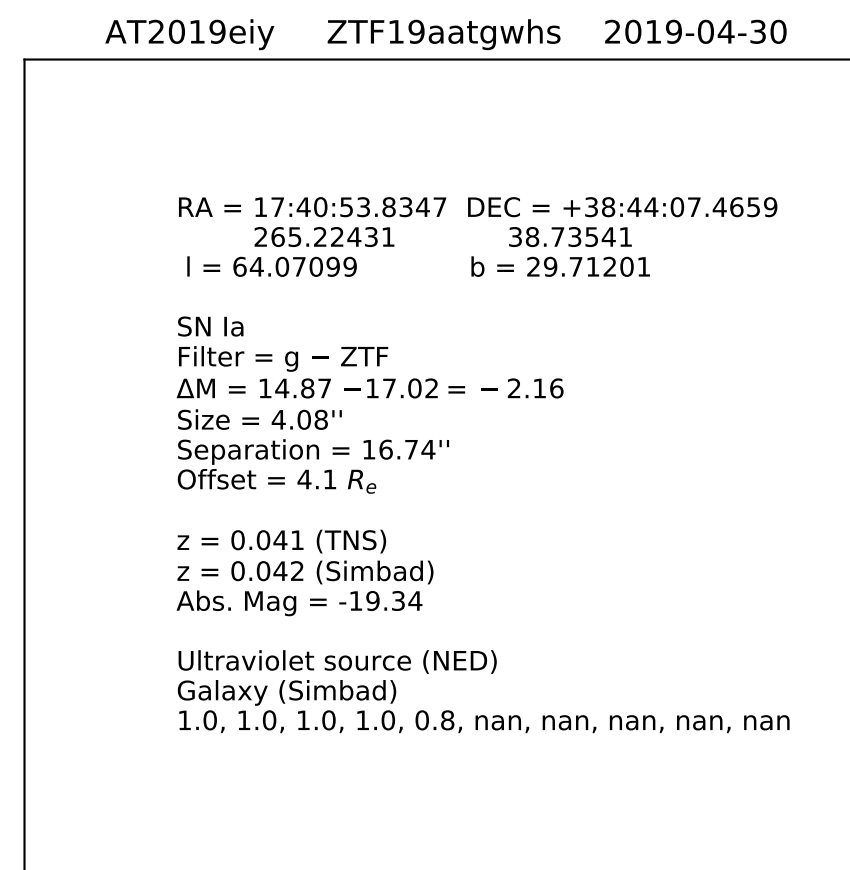 AT2019eiy ZTF19aatgwhs 2019-04-30
RA = 17:40:53.8347 DEC = +38:44:07.4659
265.22431 38.73541
l = 64.07099 b = 29.71201
SN Ia
Filter = g − ZTF
ΔM = 14.87 −17.02 = − 2.16
Size = 4.08''
Separation = 16.74''
Offset = 4.1 Rₑ
z = 0.041 (TNS)
z = 0.042 (Simbad)
Abs. Mag = -19.34
Ultraviolet source (NED)
Galaxy (Simbad)
1.0, 1.0, 1.0, 1.0, 0.8, nan, nan, nan, nan, nan